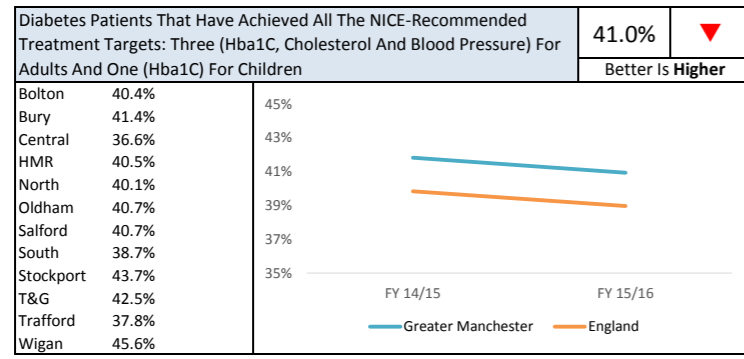 Diabetes Patients That Have Achieved All The NICE-Recommended
Treatment Targets: Three (Hba1C, Cholesterol And Blood Pressure) For
Adults And One (Hba1C) For Children
41.0%
Better Is Higher
Bolton 40.4%
Bury 41.4%
Central 36.6%
HMR 40.5%
North 40.1%
Oldham 40.7%
Salford 40.7%
South 38.7%
Stockport 43.7%
T&G 42.5%
Trafford 37.8%
Wigan 45.6%
45%
43%
41%
39%
37%
35%
FY 14/15 FY 15/16
Greater Manchester England